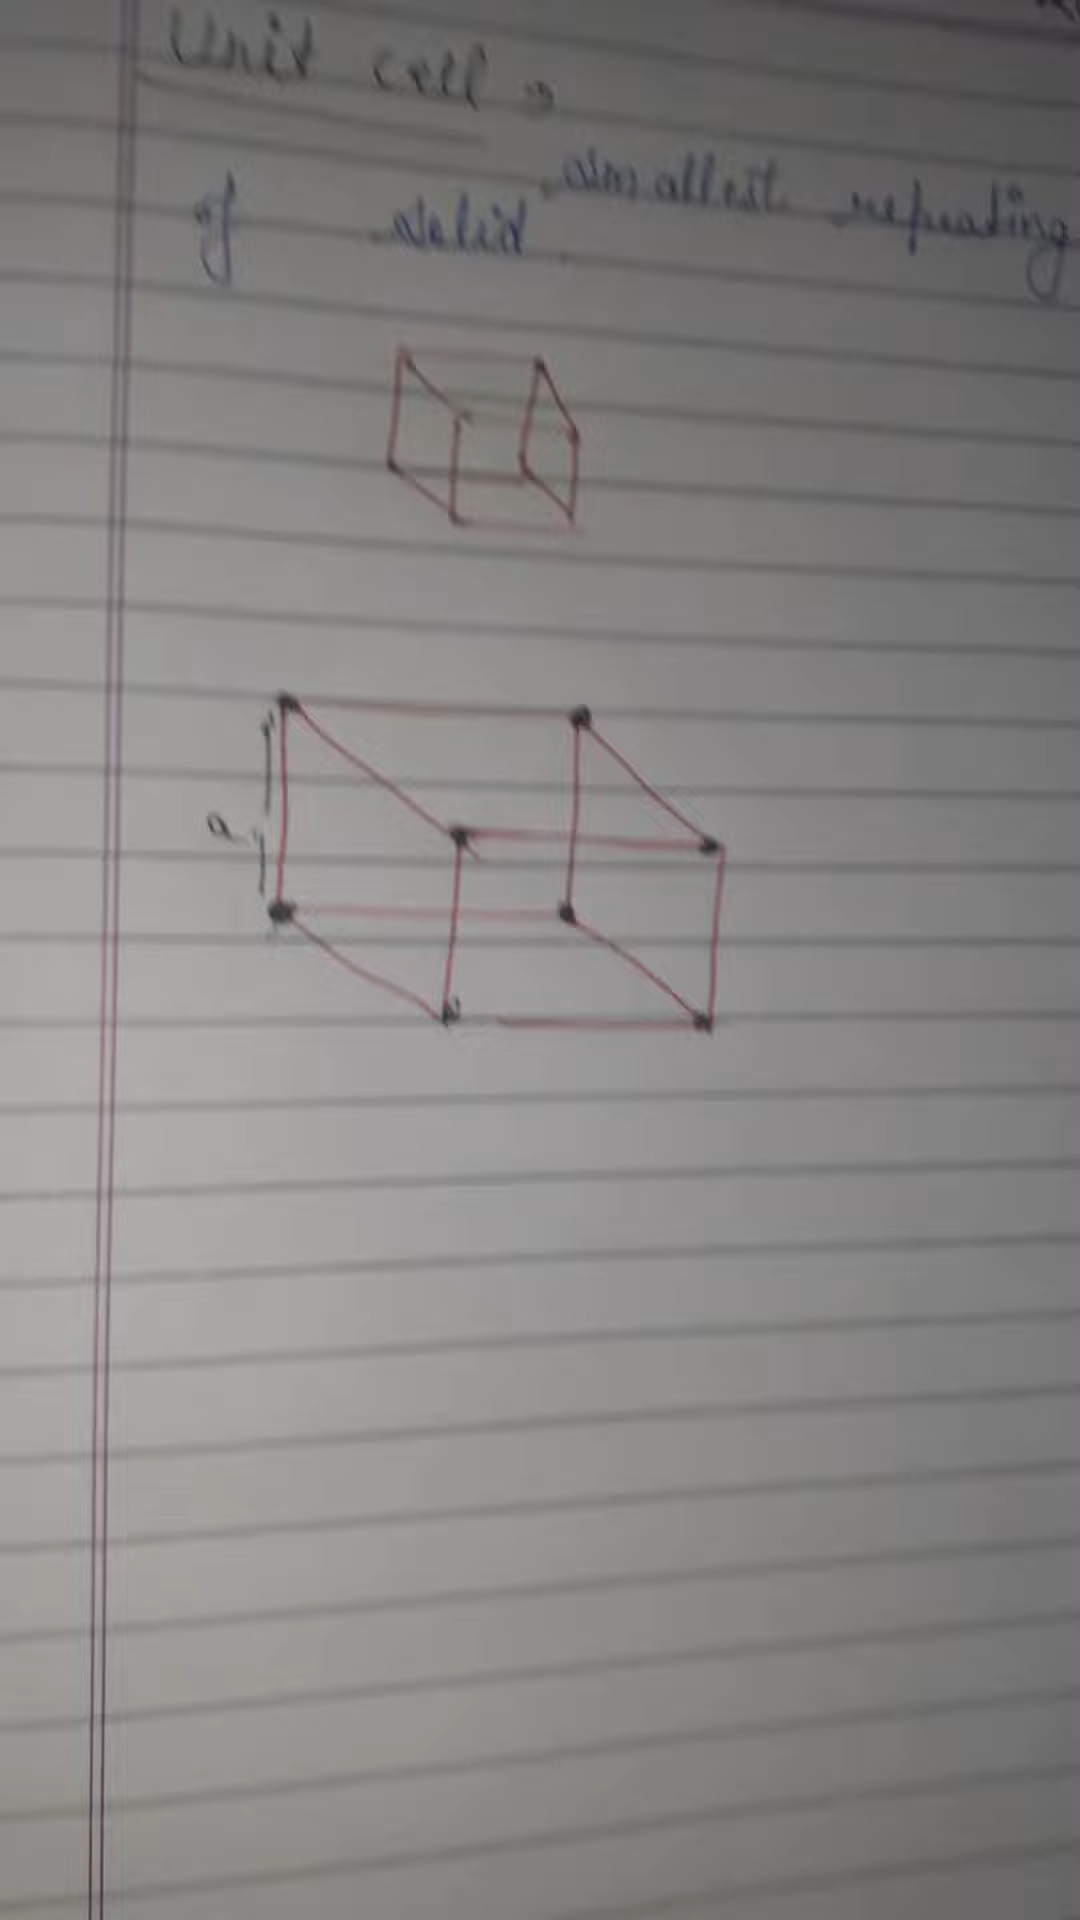 Unit cell →
smallest repeating
of solid.
a